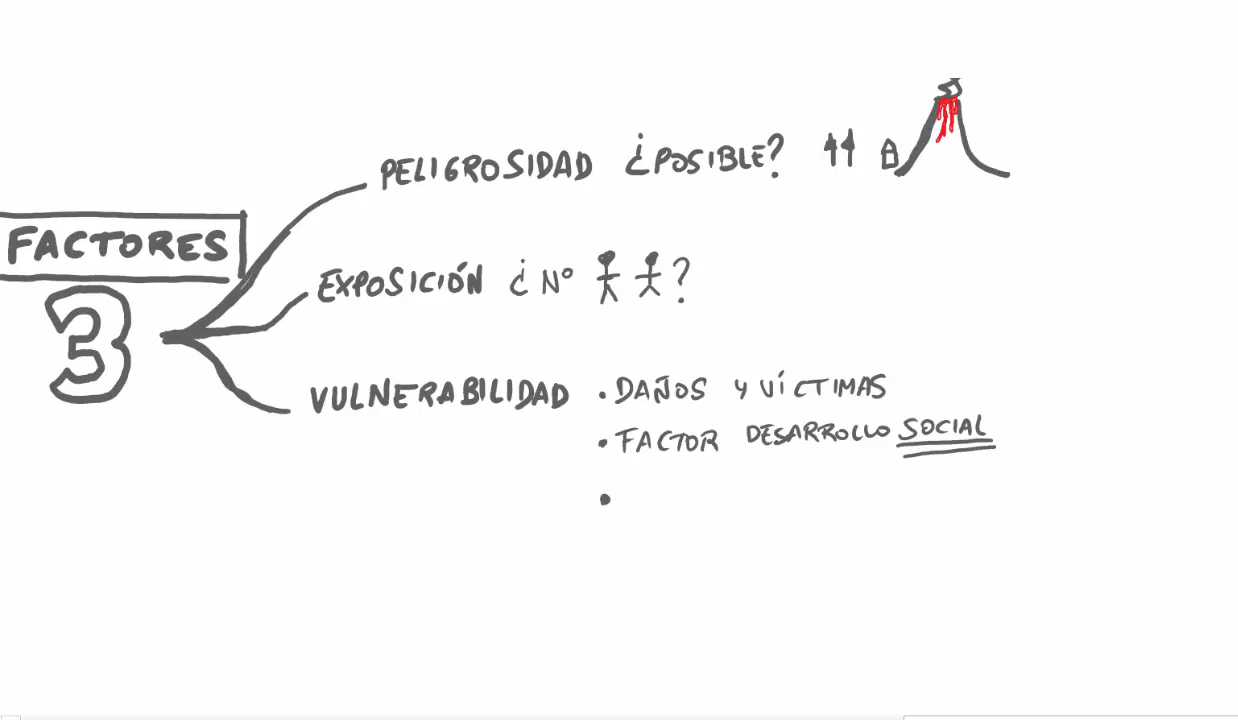 PELIGROSIDAD ¿POSIBLE?
FACTORES
3
EXPOSICIÓN ¿Nº ?
VULNERABILIDAD • DAÑOS Y VÍCTIMAS
• FACTOR DESARROLLO SOCIAL
•